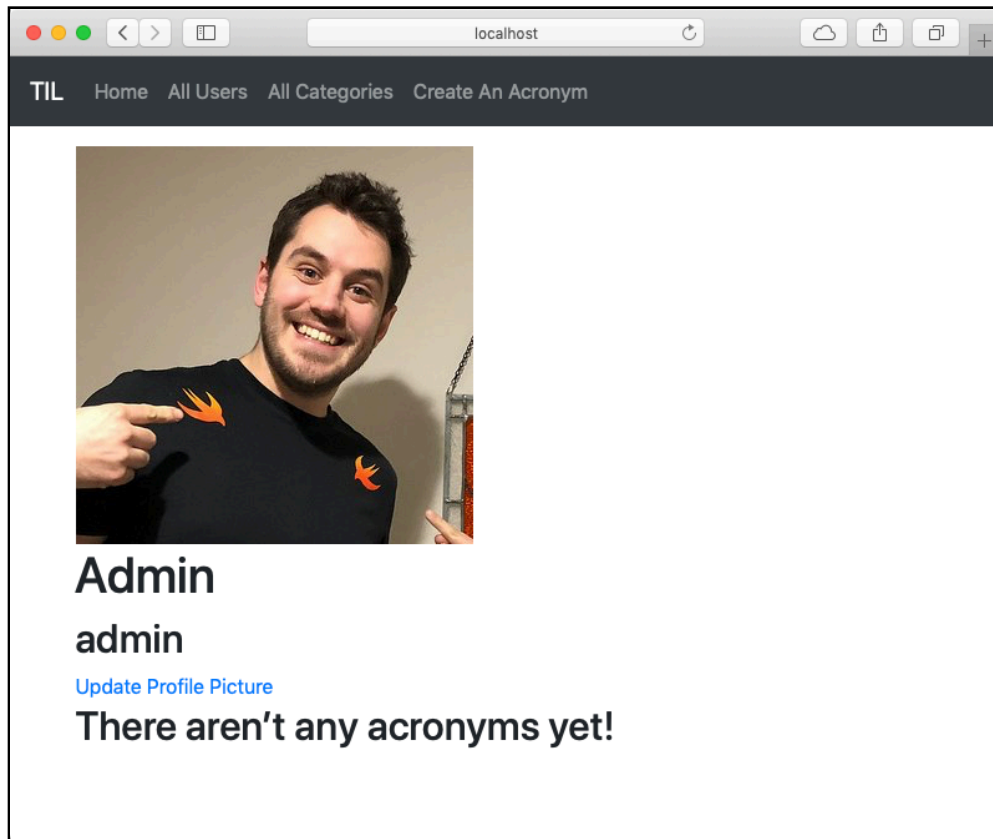 localhost
TIL Home All Users All Categories Create An Acronym
Admin
admin
Update Profile Picture
There aren’t any acronyms yet!